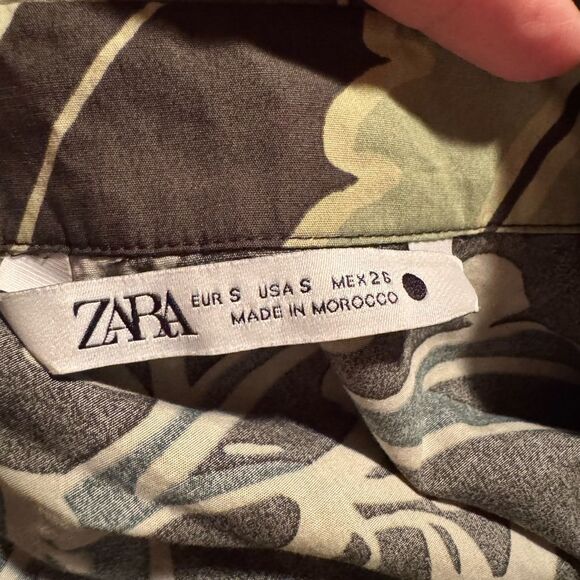 ZARA
EUR S USA S MEX 26
MADE IN MOROCCO